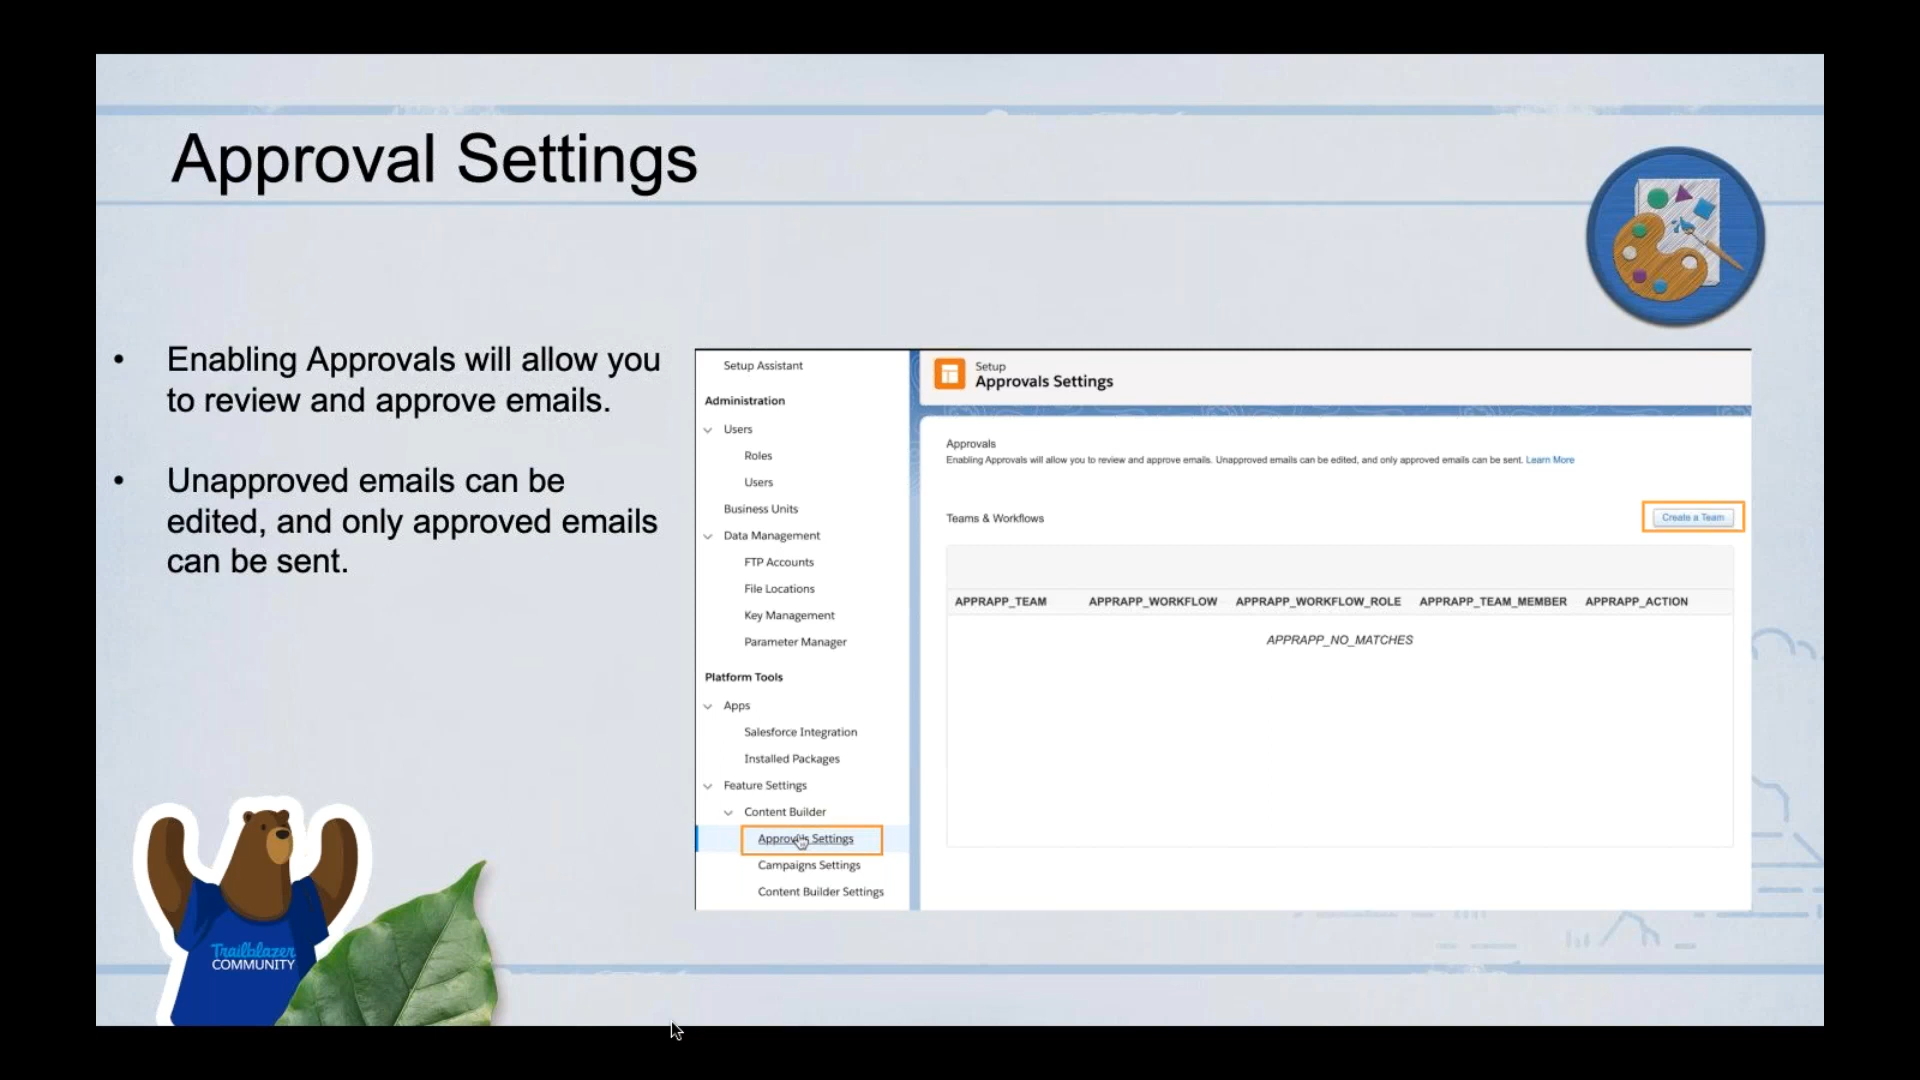 Approval Settings
• Enabling Approvals will allow you
to review and approve emails.
• Unapproved emails can be
edited, and only approved emails
can be sent.
Setup Assistant
Administration
Users
Roles
Users
Business Units
Data Management
FTP Accounts
File Locations
Key Management
Parameter Manager
Platform Tools
Apps
Salesforce Integration
Installed Packages
Feature Settings
Content Builder
Approvals Settings
Campaigns Settings
Content Builder Settings
Setup
Approvals Settings
Approvals
Enabling Approvals will allow you to review and approve emails. Unapproved emails can be edited, and only approved emails can be sent. Learn More
Teams & Workflows
Create a Team
APPRAPP_TEAM APPRAPP_WORKFLOW APPRAPP_WORKFLOW_ROLE APPRAPP_TEAM_MEMBER APPRAPP_ACTION
APPRAPP_NO_MATCHES
Trailblazer
COMMUNITY